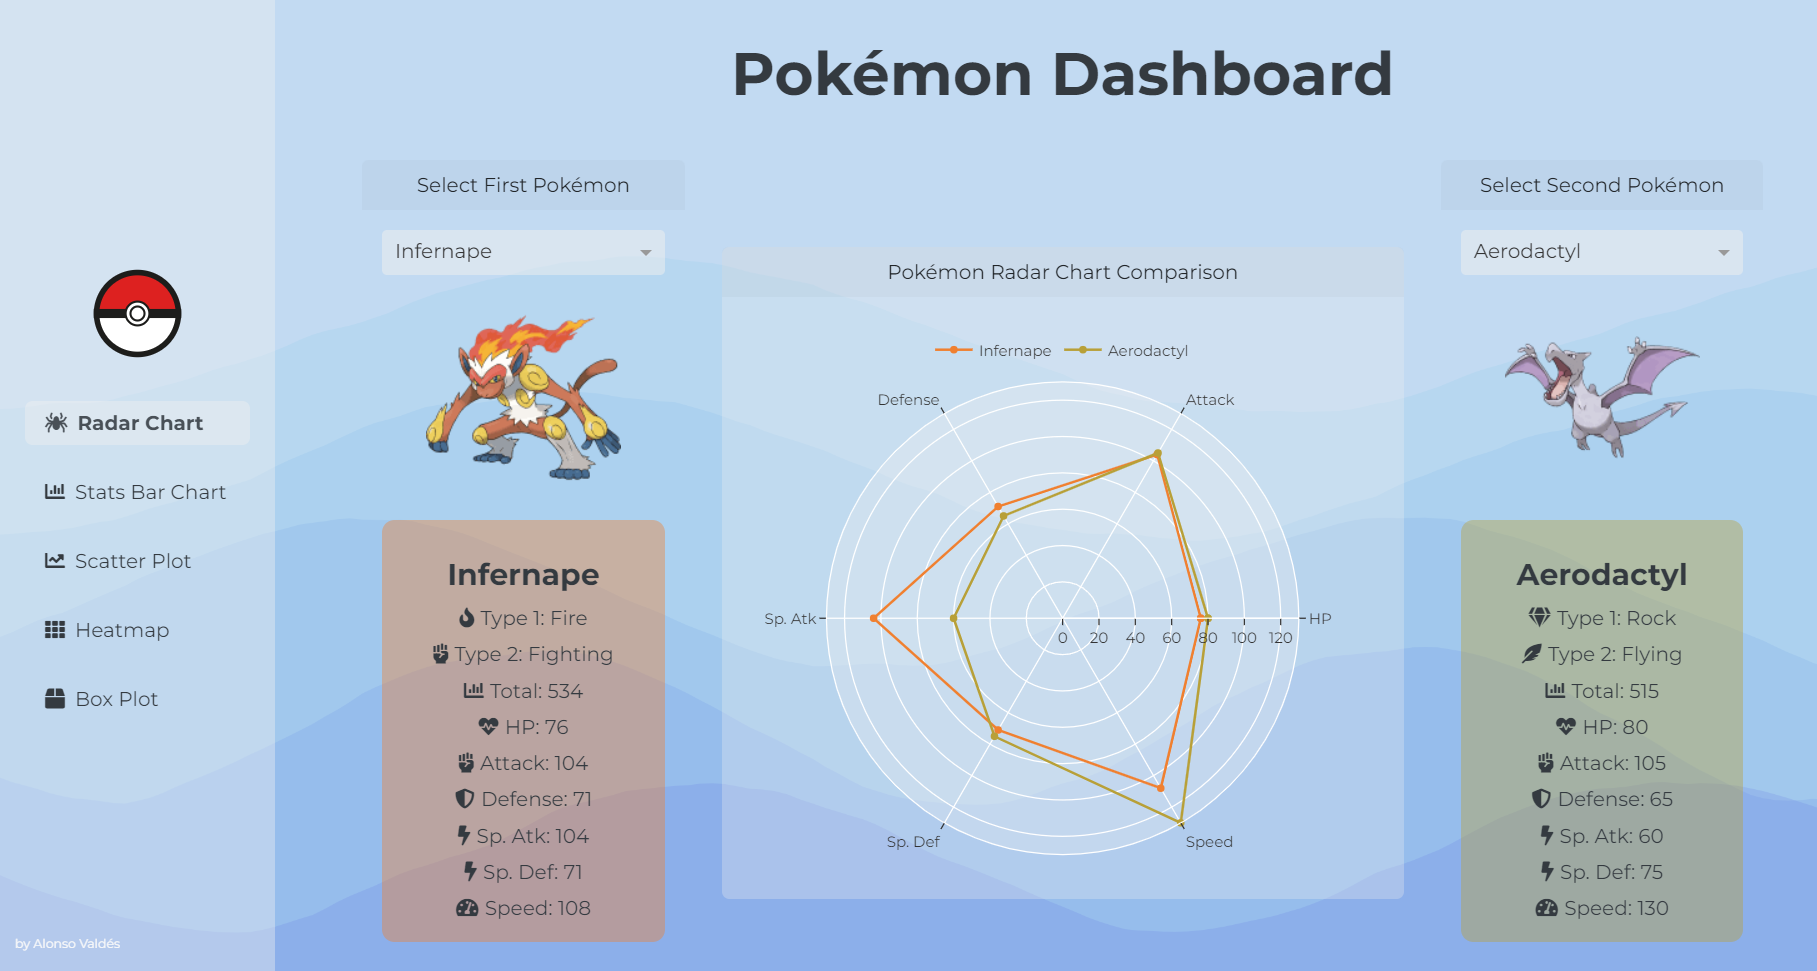 Pokémon Dashboard
Radar Chart
Stats Bar Chart
Scatter Plot
Heatmap
Box Plot
by Alonso Valdés
Select First Pokémon
Infernape
Infernape
Type 1: Fire
Type 2: Fighting
Total: 534
HP: 76
Attack: 104
Defense: 71
Sp. Atk: 104
Sp. Def: 71
Speed: 108
Pokémon Radar Chart Comparison
Infernape
Aerodactyl
Defense
Attack
Sp. Atk
HP
0 20 40 60 80 100 120
Sp. Def
Speed
Select Second Pokémon
Aerodactyl
Aerodactyl
Type 1: Rock
Type 2: Flying
Total: 515
HP: 80
Attack: 105
Defense: 65
Sp. Atk: 60
Sp. Def: 75
Speed: 130